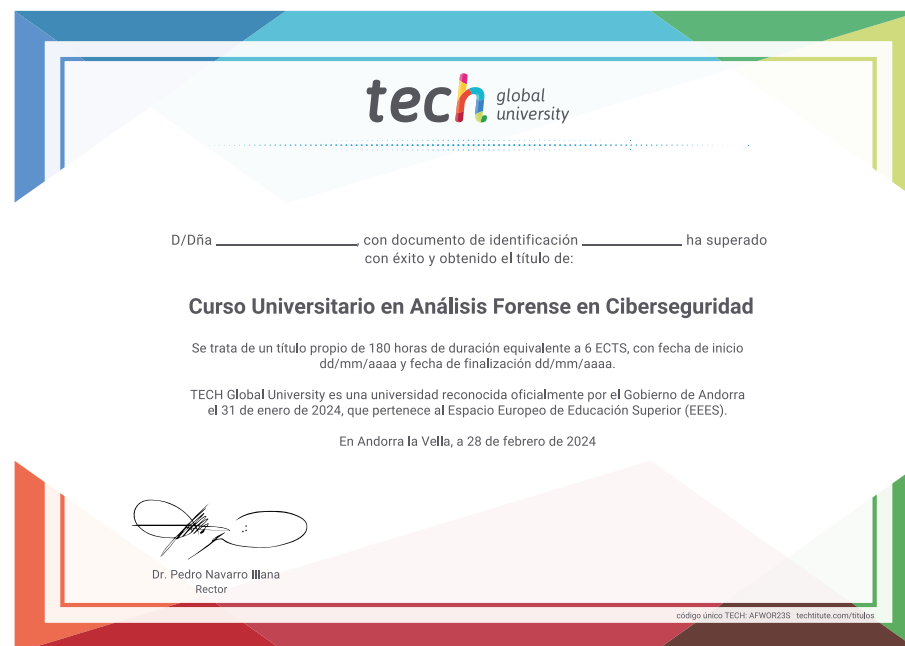 tech global university
D/Dña ________________, con documento de identificación ____________ ha superado
con éxito y obtenido el título de:
Curso Universitario en Análisis Forense en Ciberseguridad
Se trata de un título propio de 180 horas de duración equivalente a 6 ECTS, con fecha de inicio
dd/mm/aaaa y fecha de finalización dd/mm/aaaa.
TECH Global University es una universidad reconocida oficialmente por el Gobierno de Andorra
el 31 de enero de 2024, que pertenece al Espacio Europeo de Educación Superior (EEES).
En Andorra la Vella, a 28 de febrero de 2024
Dr. Pedro Navarro Illana
Rector
código único TECH: AFWOR23S techtitute.com/titulos